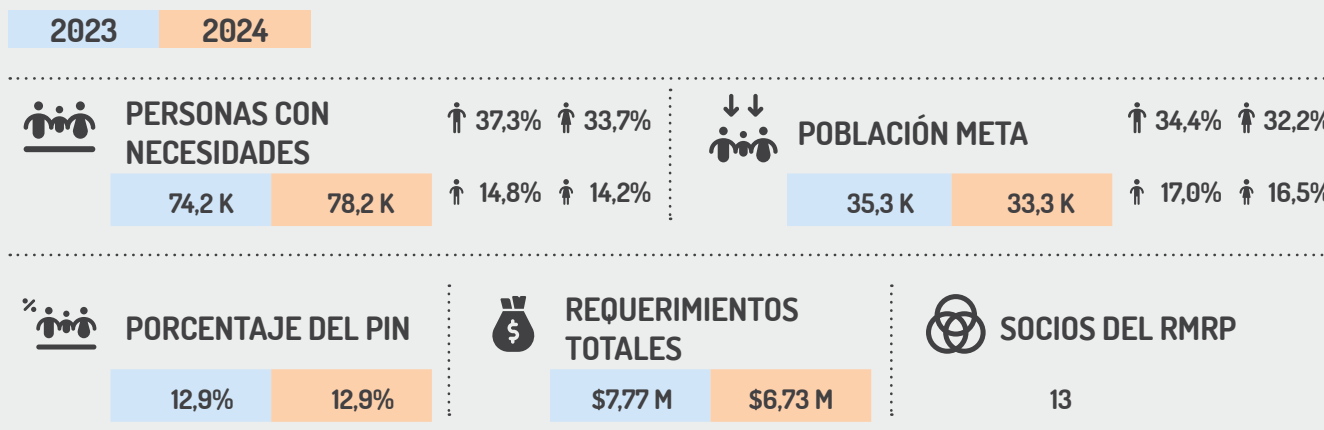 2023 2024
PERSONAS CON
NECESIDADES
74,2 K 78,2 K
37,3% 33,7%
14,8% 14,2%
POBLACIÓN META
35,3 K 33,3 K
34,4% 32,2%
17,0% 16,5%
% PORCENTAJE DEL PIN
12,9% 12,9%
$ REQUERIMIENTOS
TOTALES
$7,77 M $6,73 M
SOCIOS DEL RMRP
13